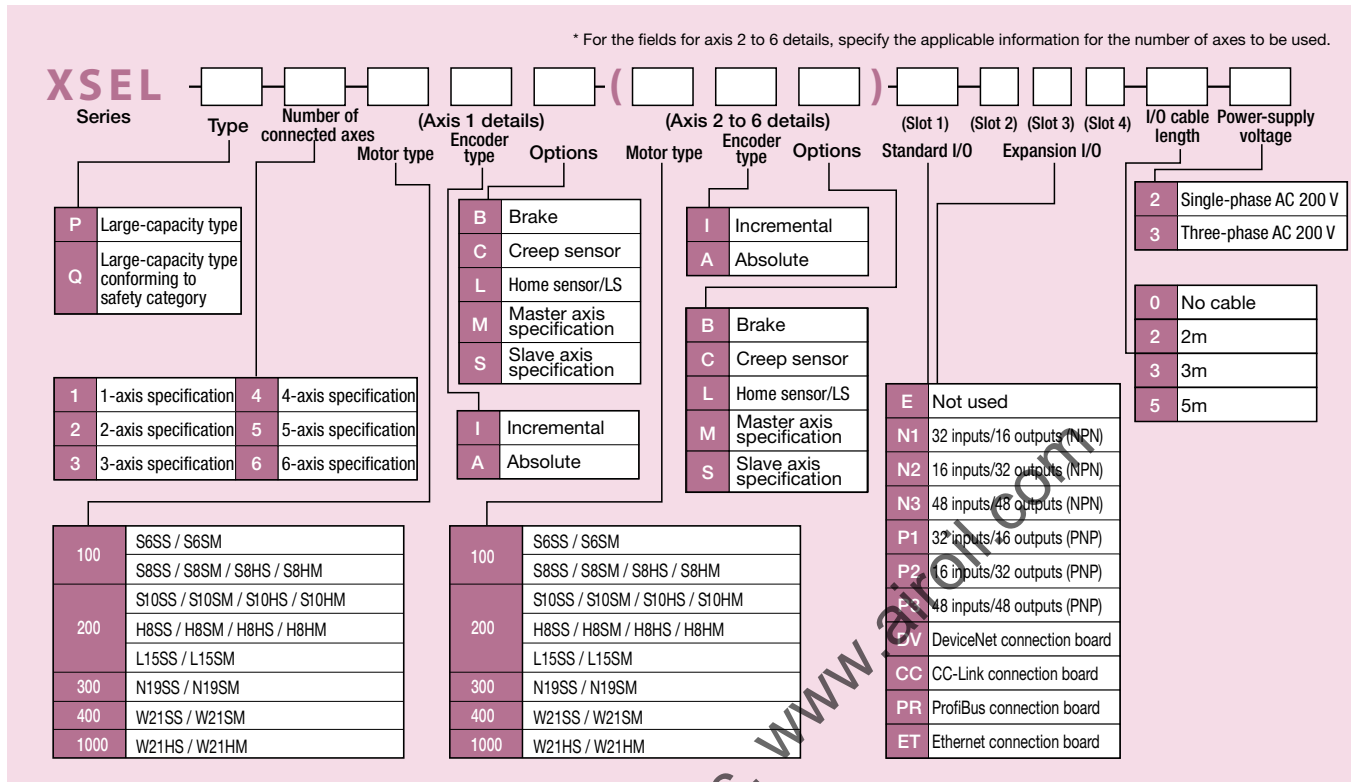 * For the fields for axis 2 to 6 details, specify the applicable information for the number of axes to be used.
XSEL - - - ( ) - - -
Series
Type
Number of
connected axes
(Axis 1 details)
Motor type
Encoder
type
Options
(Axis 2 to 6 details)
Motor type
Encoder
type
Options
(Slot 1)
Standard I/O
(Slot 2) (Slot 3) (Slot 4)
Expansion I/O
I/O cable
length
Power-supply
voltage
P Large-capacity type
Q Large-capacity type
conforming to
safety category
1 1-axis specification 4 4-axis specification
2 2-axis specification 5 5-axis specification
3 3-axis specification 6 6-axis specification
100 S6SS / S6SM
S8SS / S8SM / S8HS / S8HM
200 S10SS / S10SM / S10HS / S10HM
H8SS / H8SM / H8HS / H8HM
L15SS / L15SM
300 N19SS / N19SM
400 W21SS / W21SM
1000 W21HS / W21HM
B Brake
C Creep sensor
L Home sensor/LS
M Master axis
specification
S Slave axis
specification
I Incremental
A Absolute
100 S6SS / S6SM
S8SS / S8SM / S8HS / S8HM
200 S10SS / S10SM / S10HS / S10HM
H8SS / H8SM / H8HS / H8HM
L15SS / L15SM
300 N19SS / N19SM
400 W21SS / W21SM
1000 W21HS / W21HM
I Incremental
A Absolute
B Brake
C Creep sensor
L Home sensor/LS
M Master axis
specification
S Slave axis
specification
E Not used
N1 32 inputs/16 outputs (NPN)
N2 16 inputs/32 outputs (NPN)
N3 48 inputs/48 outputs (NPN)
P1 32 inputs/16 outputs (PNP)
P2 16 inputs/32 outputs (PNP)
P3 48 inputs/48 outputs (PNP)
DV DeviceNet connection board
CC CC-Link connection board
PR ProfiBus connection board
ET Ethernet connection board
2 Single-phase AC 200 V
3 Three-phase AC 200 V
0 No cable
2 2m
3 3m
5 5m
www.airoil.com